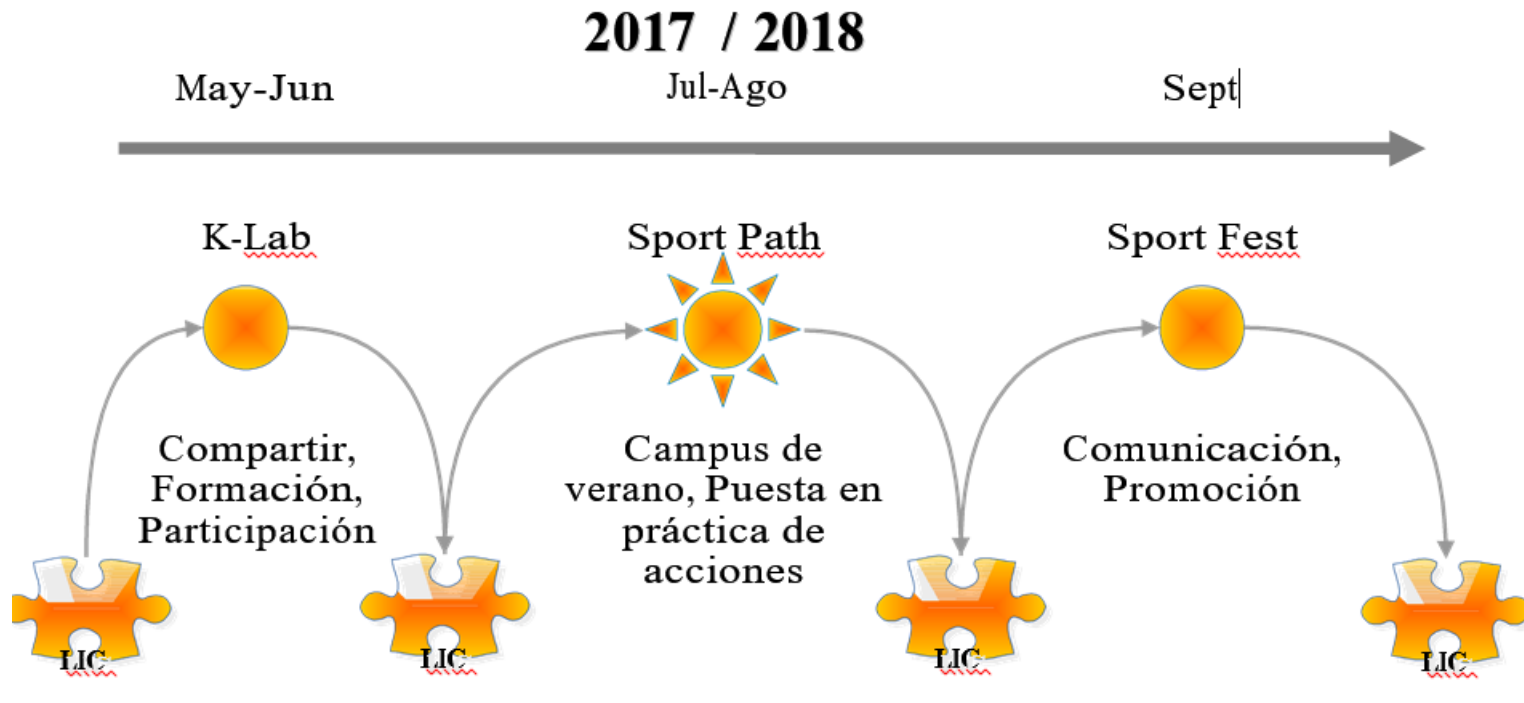 2017 / 2018
May-Jun
Jul-Ago
Sept
K-Lab
Sport Path
Sport Fest
Compartir,
Formación,
Participación
Campus de
verano, Puesta en
práctica de
acciones
Comunicación,
Promoción
LIC
LIC
LIC
LIC